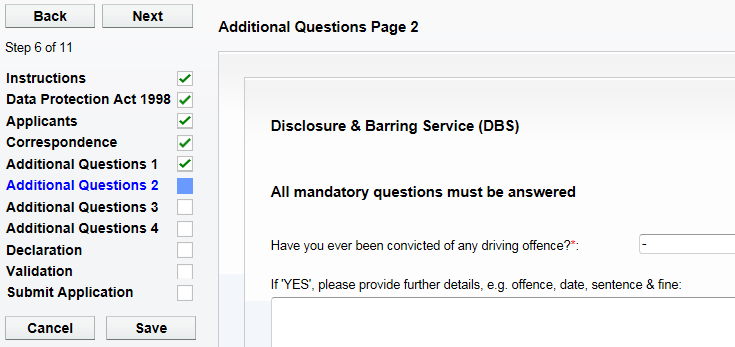 Back
Next
Step 6 of 11
Instructions
Data Protection Act 1998
Applicants
Correspondence
Additional Questions 1
Additional Questions 2
Additional Questions 3
Additional Questions 4
Declaration
Validation
Submit Application
Cancel
Save
Additional Questions Page 2
Disclosure & Barring Service (DBS)
All mandatory questions must be answered
Have you ever been convicted of any driving offence?*:
-
If 'YES', please provide further details, e.g. offence, date, sentence & fine: